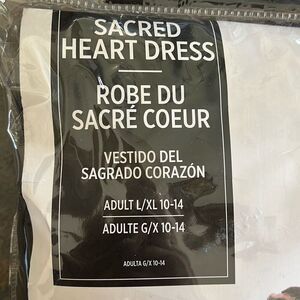 SACRED
HEART DRESS
ROBE DU
SACRÉ COEUR
VESTIDO DEL
SAGRADO CORAZÓN
ADULT L/XL 10-14
ADULTE G/X 10-14
ADULTA G/X 10-14